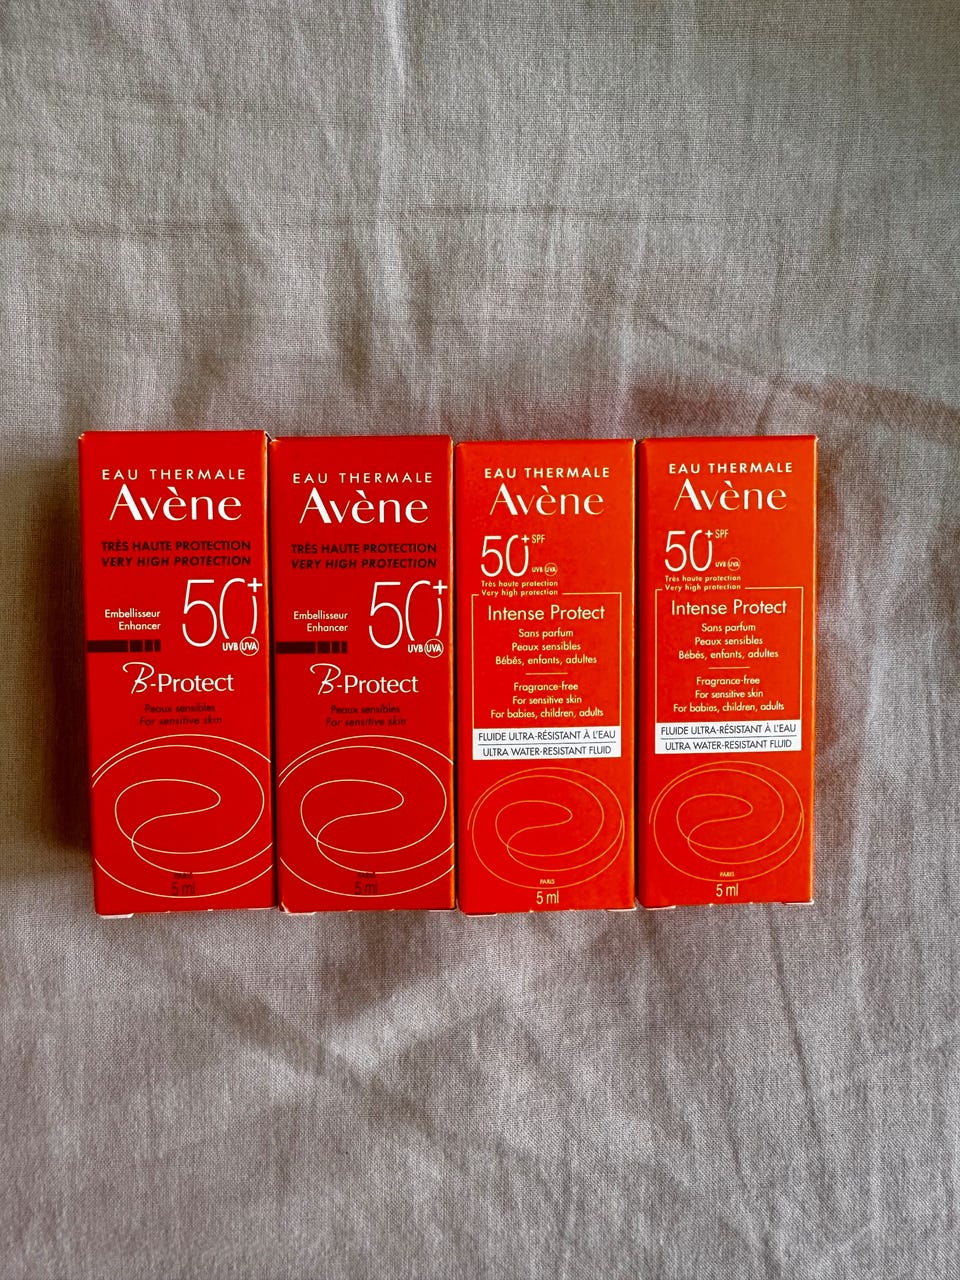 EAU THERMALE
Avène
TRÈS HAUTE PROTECTION
VERY HIGH PROTECTION
50+
Embellisseur
Enhancer
UVB UVA
B-Protect
Peaux sensibles
For sensitive skin
PARIS
5 ml
EAU THERMALE
Avène
TRÈS HAUTE PROTECTION
VERY HIGH PROTECTION
50+
Embellisseur
Enhancer
UVB UVA
B-Protect
Peaux sensibles
For sensitive skin
PARIS
5 ml
EAU THERMALE
Avène
50+ SPF
UVB UVA
Très haute protection
Very high protection
Intense Protect
Sans parfum
Peaux sensibles
Bébés, enfants, adultes
Fragrance-free
For sensitive skin
For babies, children, adults
FLUIDE ULTRA-RÉSISTANT À L'EAU
ULTRA WATER-RESISTANT FLUID
PARIS
5 ml
EAU THERMALE
Avène
50+ SPF
UVB UVA
Très haute protection
Very high protection
Intense Protect
Sans parfum
Peaux sensibles
Bébés, enfants, adultes
Fragrance-free
For sensitive skin
For babies, children, adults
FLUIDE ULTRA-RÉSISTANT À L'EAU
ULTRA WATER-RESISTANT FLUID
PARIS
5 ml